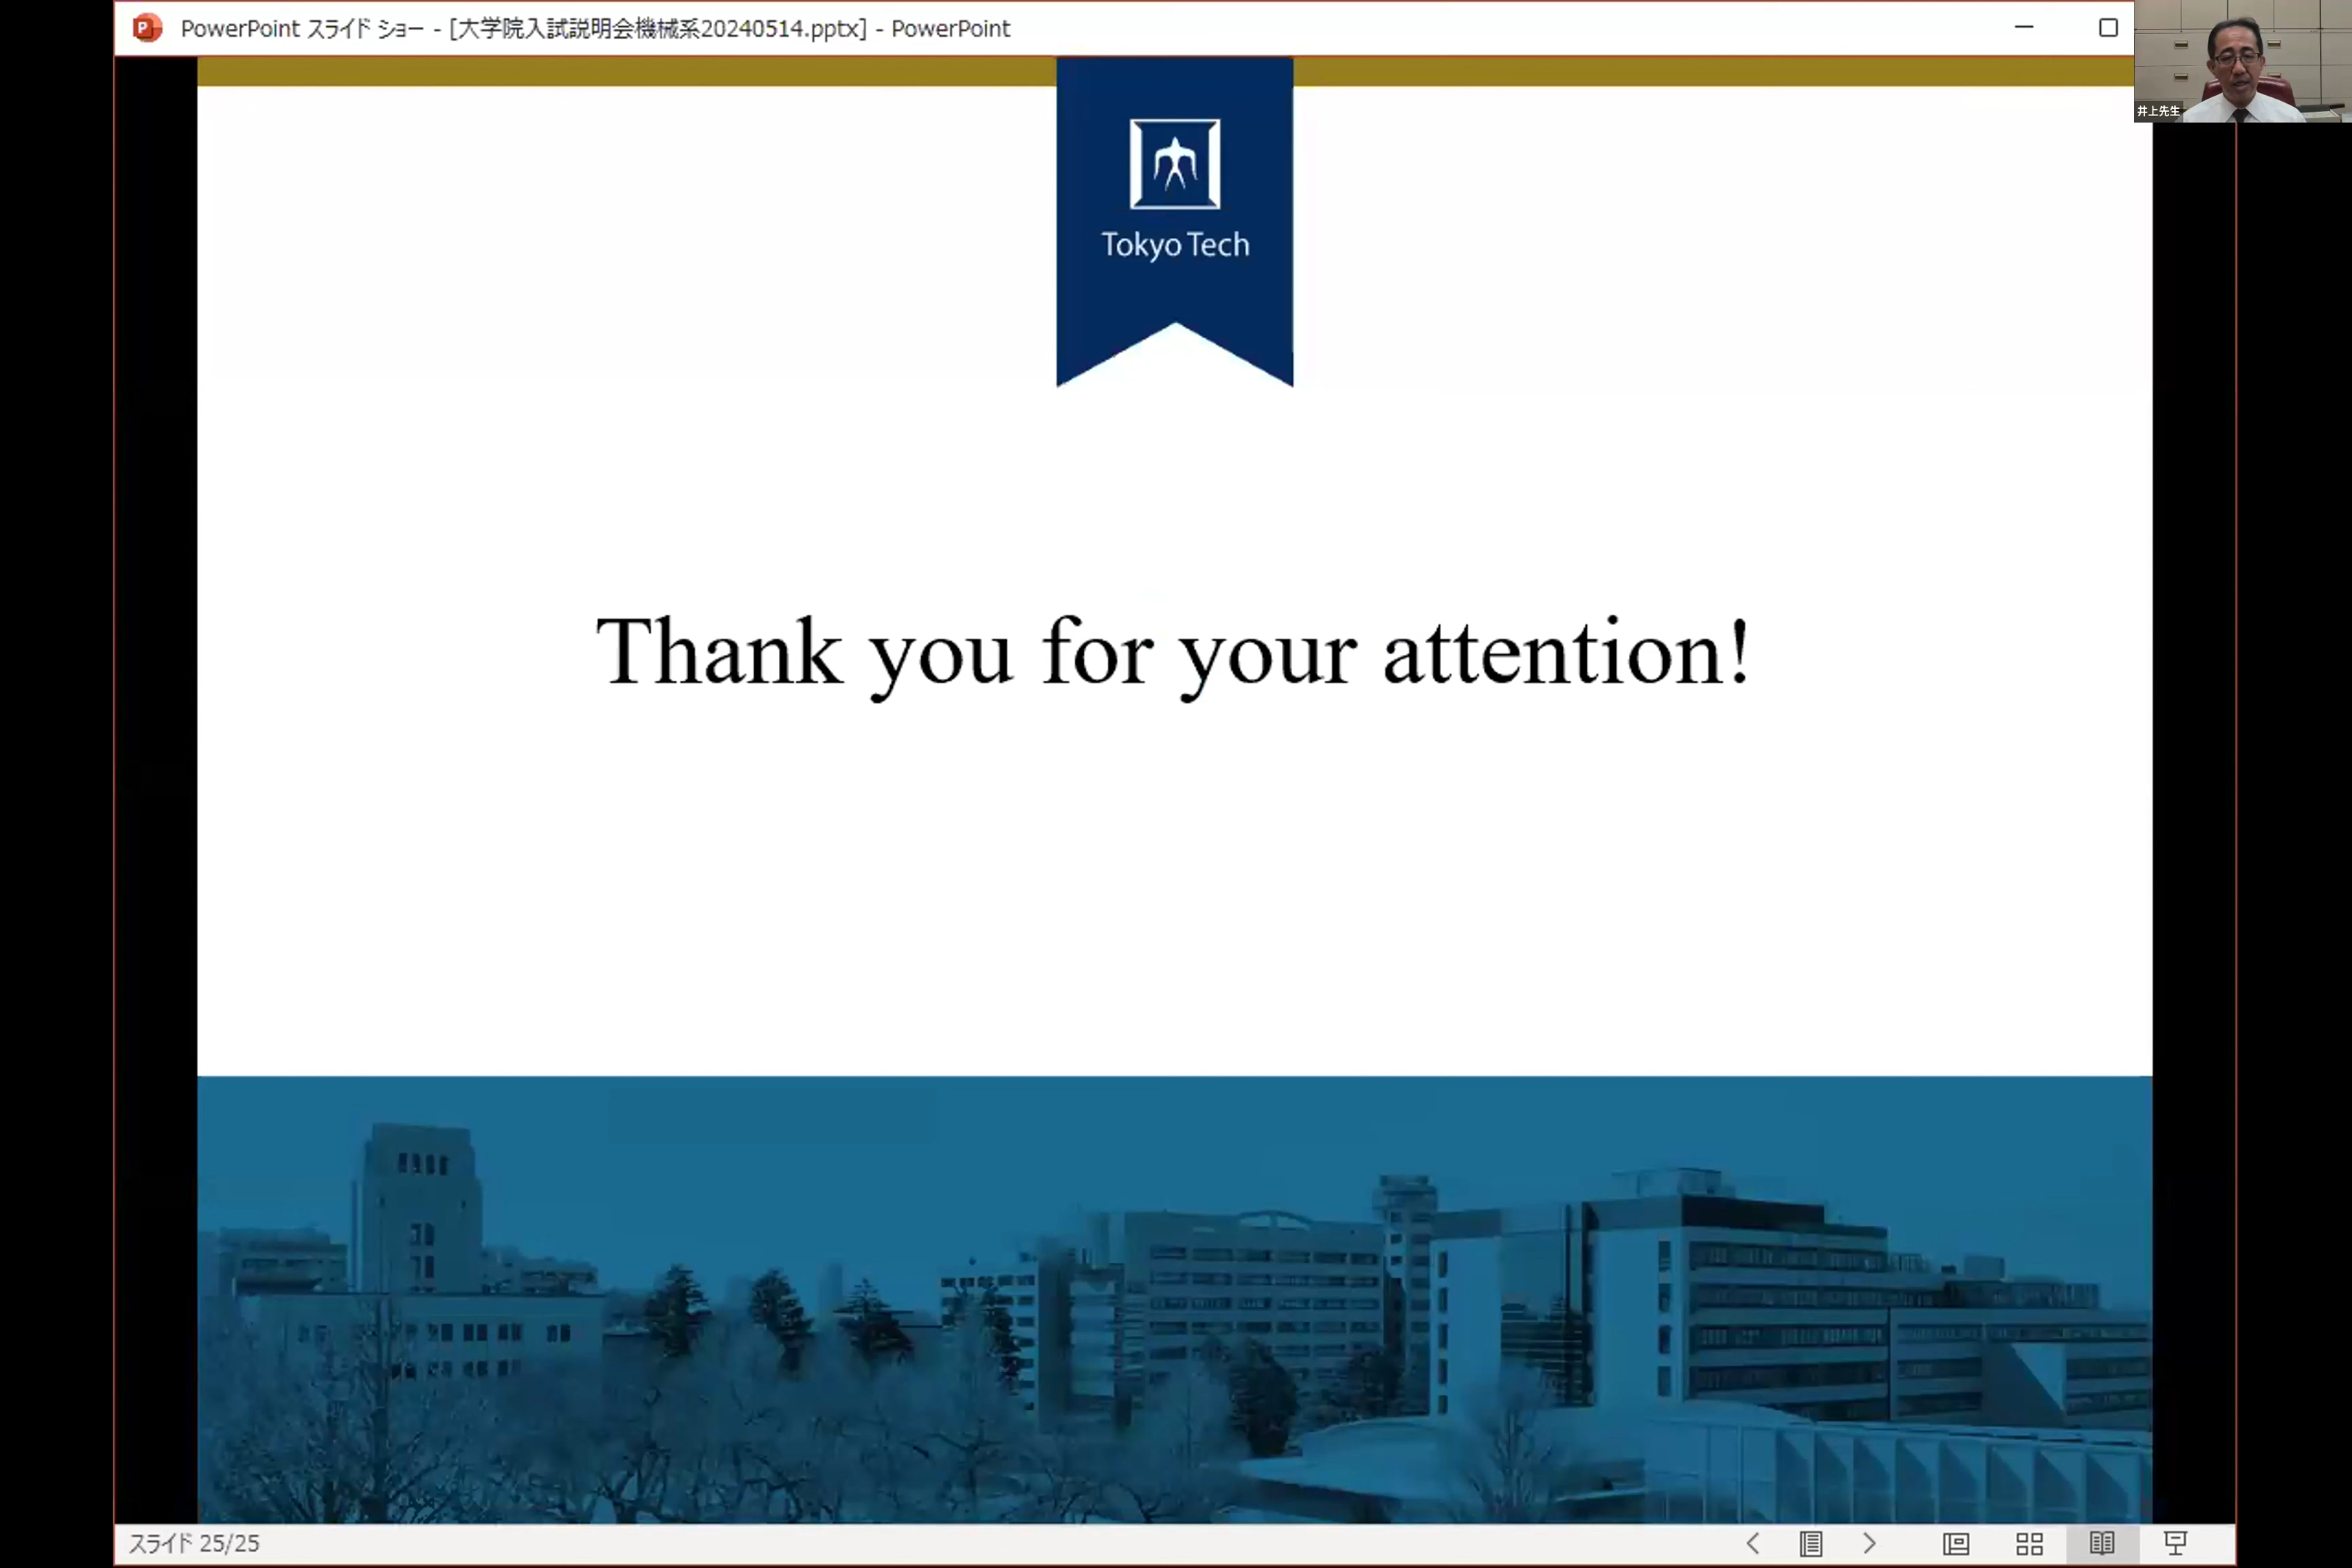 PowerPoint スライド ショー - [大学院入試説明会機械系20240514.pptx] - PowerPoint
井上先生
Tokyo Tech
Thank you for your attention!
スライド 25/25